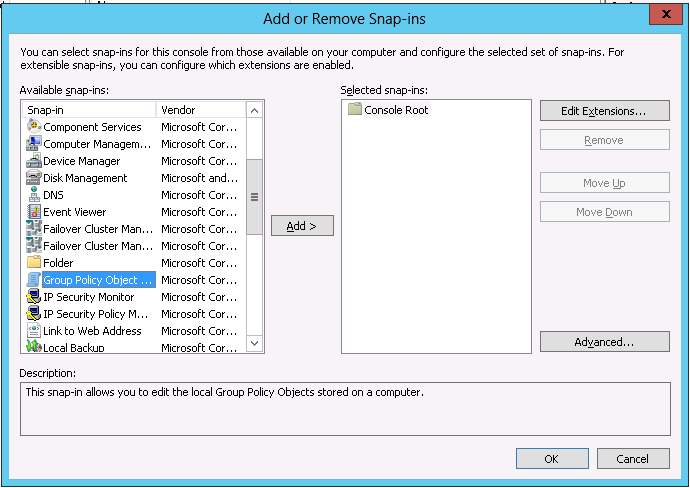 Add or Remove Snap-ins
x
You can select snap-ins for this console from those available on your computer and configure the selected set of snap-ins. For
extensible snap-ins, you can configure which extensions are enabled.
Available snap-ins:
Selected snap-ins:
Snap-in Vendor
Component Services Microsoft Cor...
Computer Managem... Microsoft Cor...
Device Manager Microsoft Cor...
Disk Management Microsoft and...
DNS Microsoft Cor...
Event Viewer Microsoft Cor...
Failover Cluster Man... Microsoft Cor...
Failover Cluster Man... Microsoft Cor...
Folder Microsoft Cor...
Group Policy Object ... Microsoft Cor...
IP Security Monitor Microsoft Cor...
IP Security Policy M... Microsoft Cor...
Link to Web Address Microsoft Cor...
Local Backup Microsoft Cor...
Add >
Console Root
Edit Extensions...
Remove
Move Up
Move Down
Advanced...
Description:
This snap-in allows you to edit the local Group Policy Objects stored on a computer.
OK
Cancel